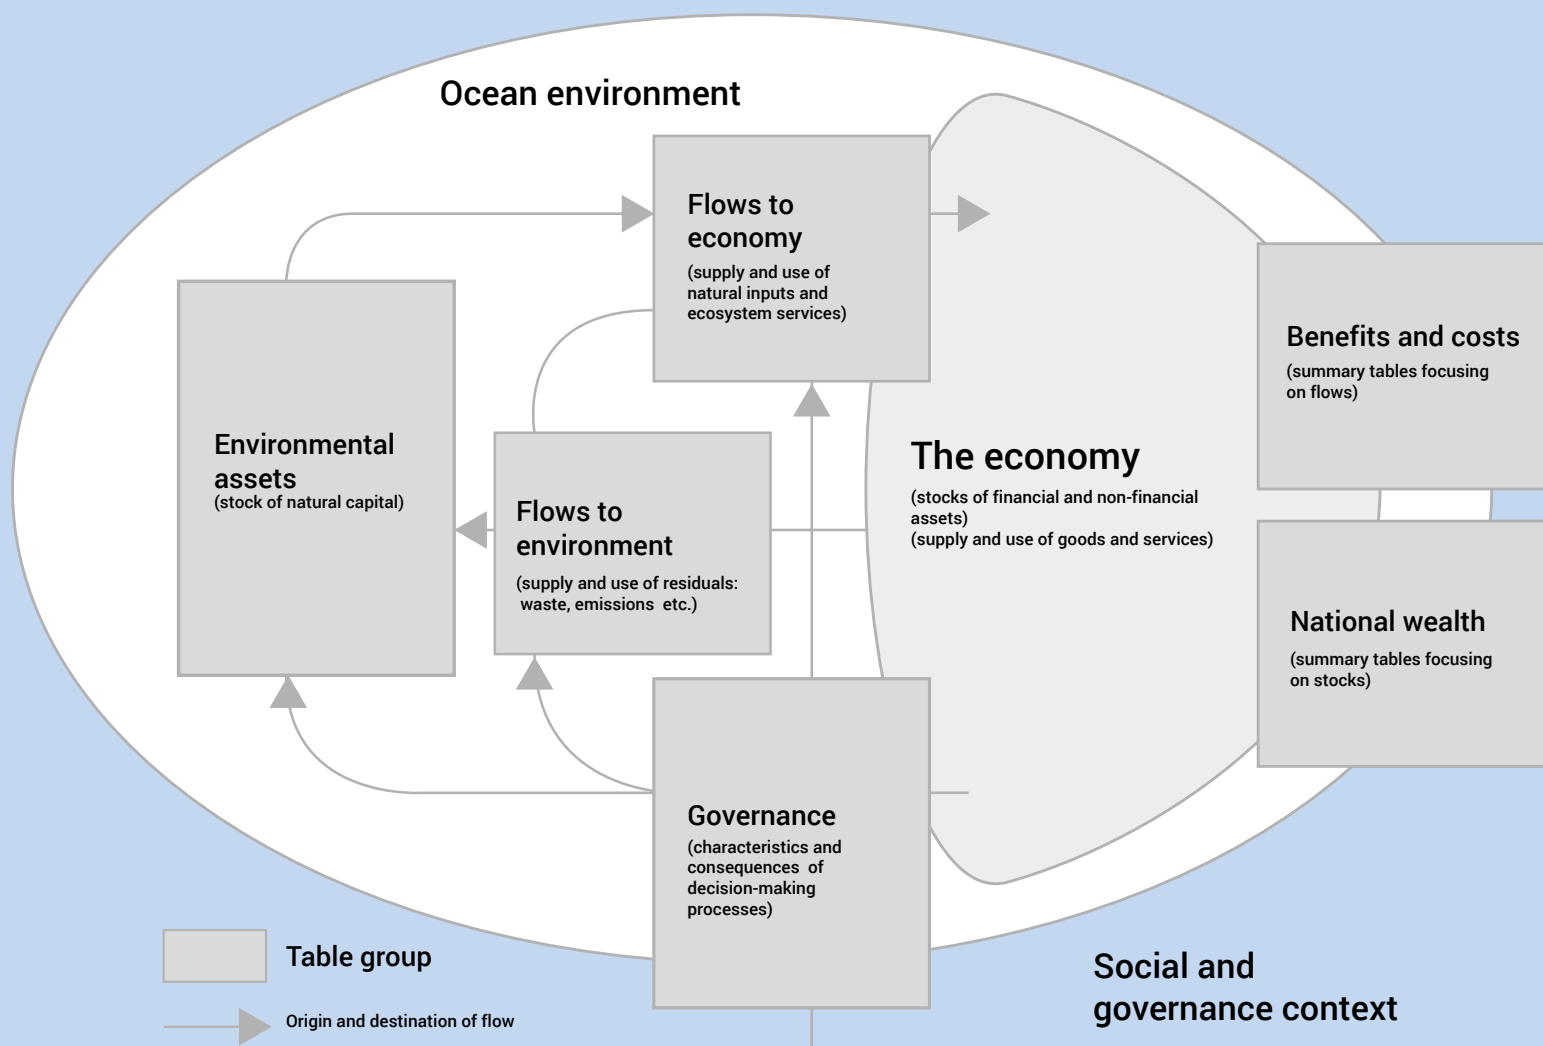 Ocean environment
Flows to
economy
(supply and use of
natural inputs and
ecosystem services)
Environmental
assets
(stock of natural capital)
Flows to
environment
(supply and use of residuals:
waste, emissions etc.)
The economy
(stocks of financial and non-financial
assets)
(supply and use of goods and services)
Benefits and costs
(summary tables focusing
on flows)
National wealth
(summary tables focusing
on stocks)
Governance
(characteristics and
consequences of
decision-making
processes)
Table group
Origin and destination of flow
Social and
governance context